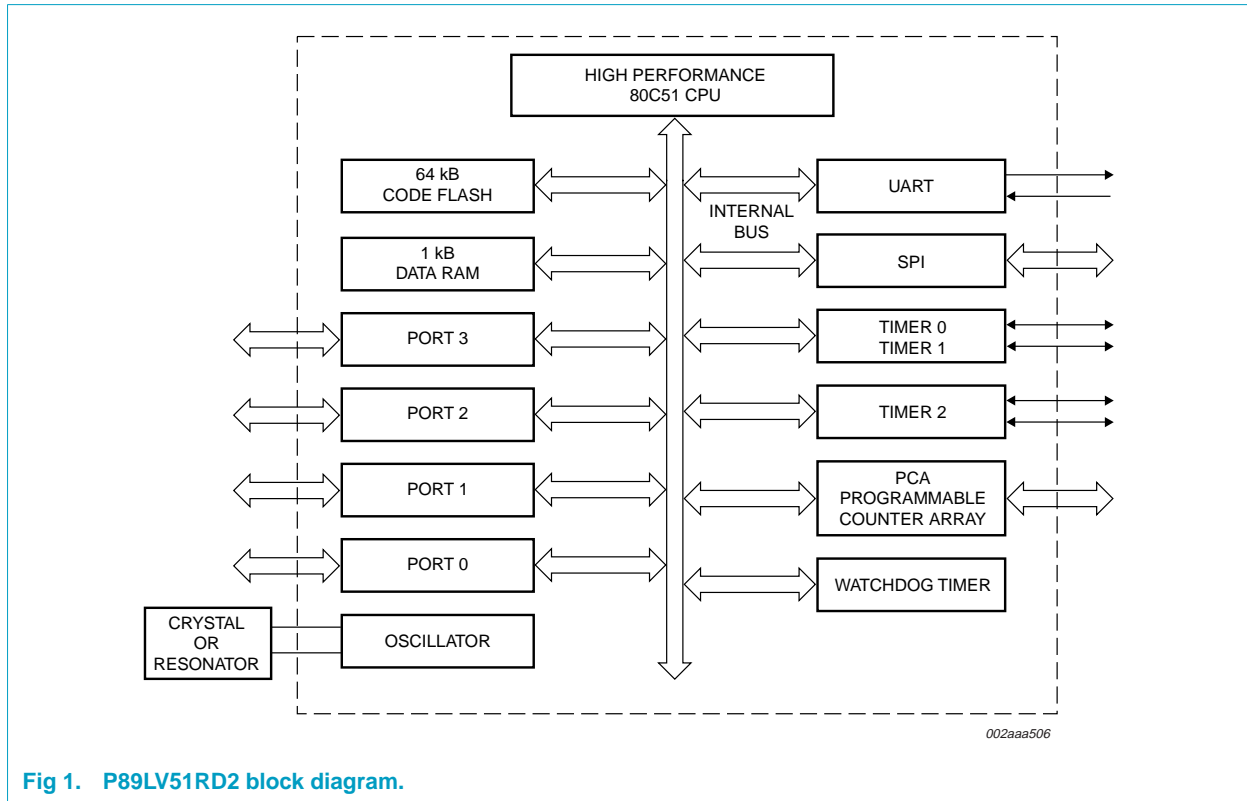 HIGH PERFORMANCE
80C51 CPU
64 kB
CODE FLASH
UART
INTERNAL
BUS
1 kB
DATA RAM
SPI
PORT 3
TIMER 0
TIMER 1
PORT 2
TIMER 2
PORT 1
PCA
PROGRAMMABLE
COUNTER ARRAY
PORT 0
WATCHDOG TIMER
CRYSTAL
OR
RESONATOR
OSCILLATOR
002aaa506
Fig 1. P89LV51RD2 block diagram.